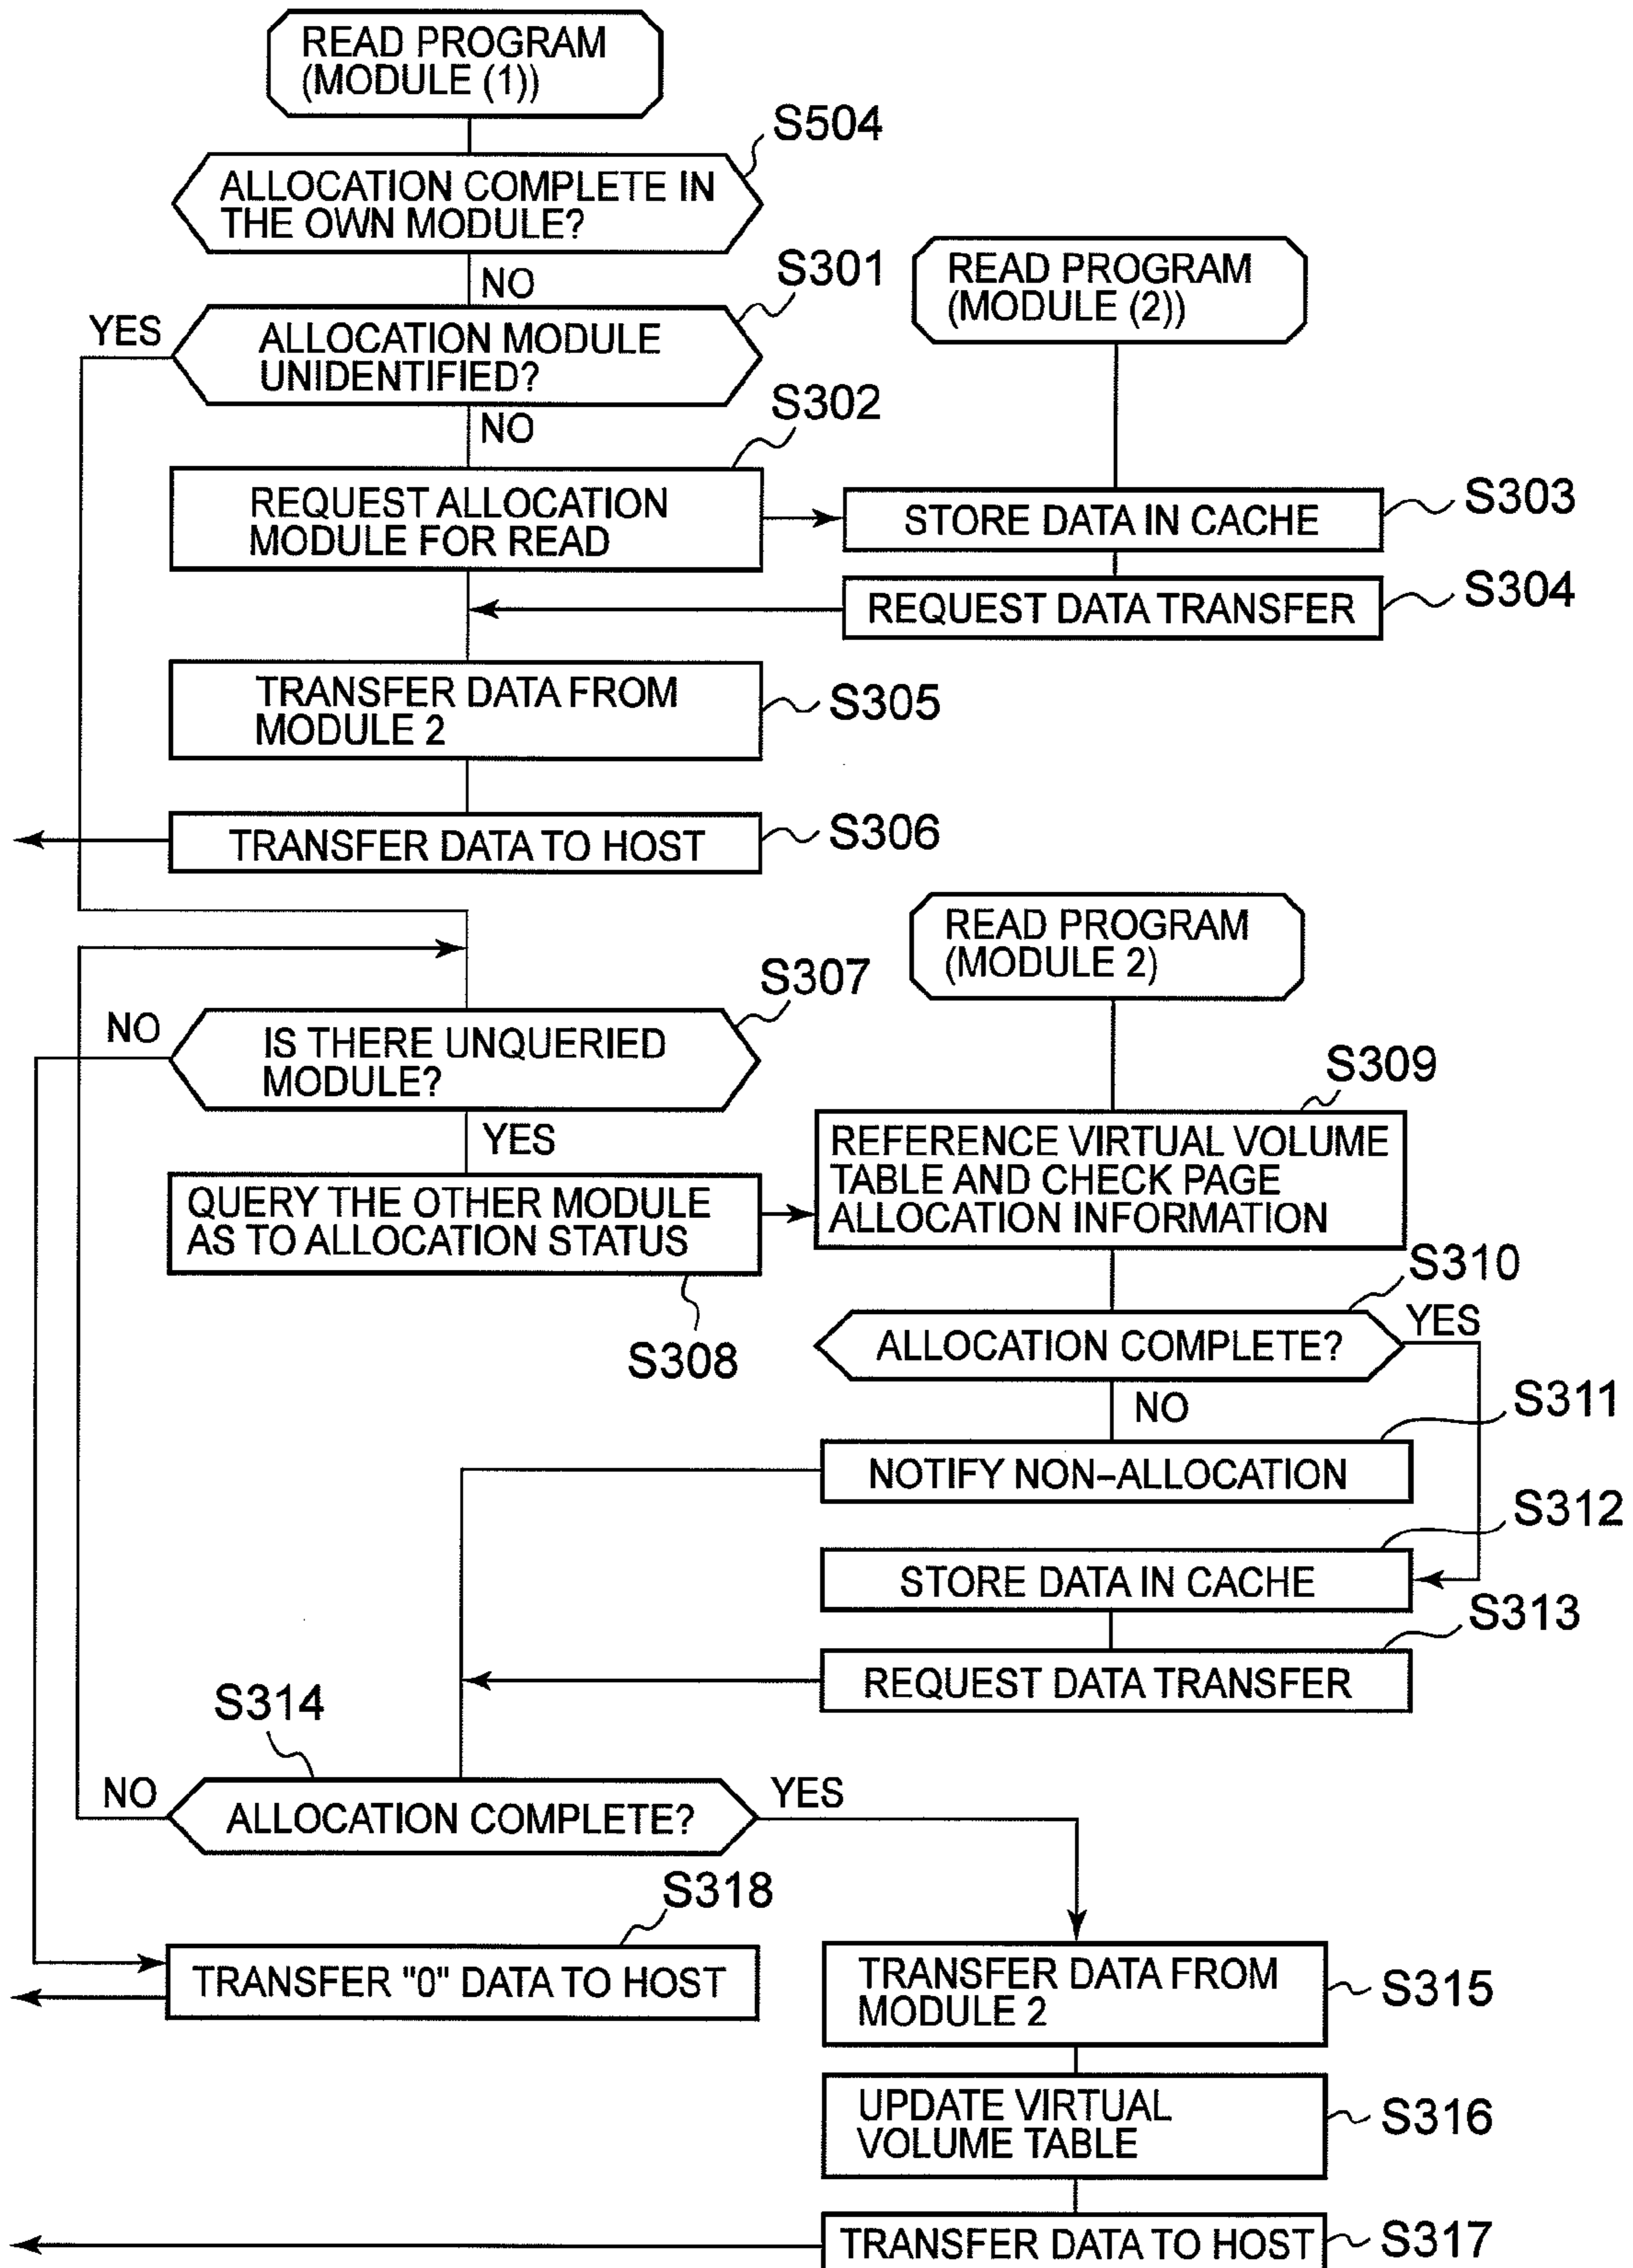 READ PROGRAM
(MODULE (1))
S504
ALLOCATION COMPLETE IN
THE OWN MODULE?
NO
S301
READ PROGRAM
(MODULE (2))
YES
ALLOCATION MODULE
UNIDENTIFIED?
NO
S302
REQUEST ALLOCATION
MODULE FOR READ
STORE DATA IN CACHE
S303
REQUEST DATA TRANSFER
S304
TRANSFER DATA FROM
MODULE 2
S305
TRANSFER DATA TO HOST
S306
READ PROGRAM
(MODULE 2)
S307
NO
IS THERE UNQUERIED
MODULE?
YES
S309
REFERENCE VIRTUAL VOLUME
TABLE AND CHECK PAGE
ALLOCATION INFORMATION
QUERY THE OTHER MODULE
AS TO ALLOCATION STATUS
S308
S310
ALLOCATION COMPLETE?
YES
NO
S311
NOTIFY NON-ALLOCATION
S312
STORE DATA IN CACHE
S313
REQUEST DATA TRANSFER
S314
NO
ALLOCATION COMPLETE?
YES
S318
TRANSFER "0" DATA TO HOST
TRANSFER DATA FROM
MODULE 2
S315
UPDATE VIRTUAL
VOLUME TABLE
S316
TRANSFER DATA TO HOST
S317